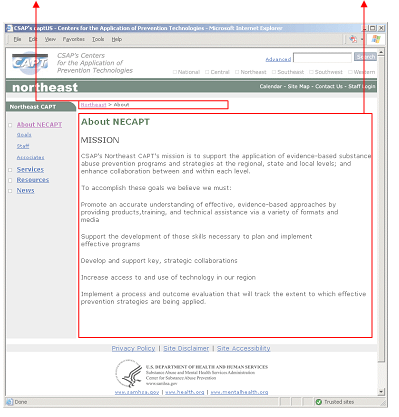 CSAP's captUS - Centers for the Application of Prevention Technologies - Microsoft Internet Explorer
File Edit View Favorites Tools Help
CAPT
CSAP's Centers
for the Application of
Prevention Technologies
Advanced
Search
National Central Northeast Southeast Southwest Western
northeast
Calendar - Site Map - Contact Us - Staff Login
Northeast CAPT
Northeast > About
About NECAPT
Goals
Staff
Associates
Services
Resources
News
About NECAPT
MISSION
CSAP's Northeast CAPT's mission is to support the application of evidence-based substance
abuse prevention programs and strategies at the regional, state and local levels; and
enhance collaboration between and within each level.
To accomplish these goals we believe we must:
Promote an accurate understanding of effective, evidence-based approaches by
providing products,training, and technical assistance via a variety of formats and
media
Support the development of those skills necessary to plan and implement
effective programs
Develop and support key, strategic collaborations
Increase access to and use of technology in our region
Implement a process and outcome evaluation that will track the extent to which effective
prevention strategies are being applied.
Privacy Policy | Site Disclaimer | Site Accessibility
U.S. DEPARTMENT OF HEALTH AND HUMAN SERVICES
Substance Abuse and Mental Health Services Administration
Center for Substance Abuse Prevention
www.samhsa.gov
www.samhsa.gov | www.health.org | www.mentalhealth.org
Done
Trusted sites